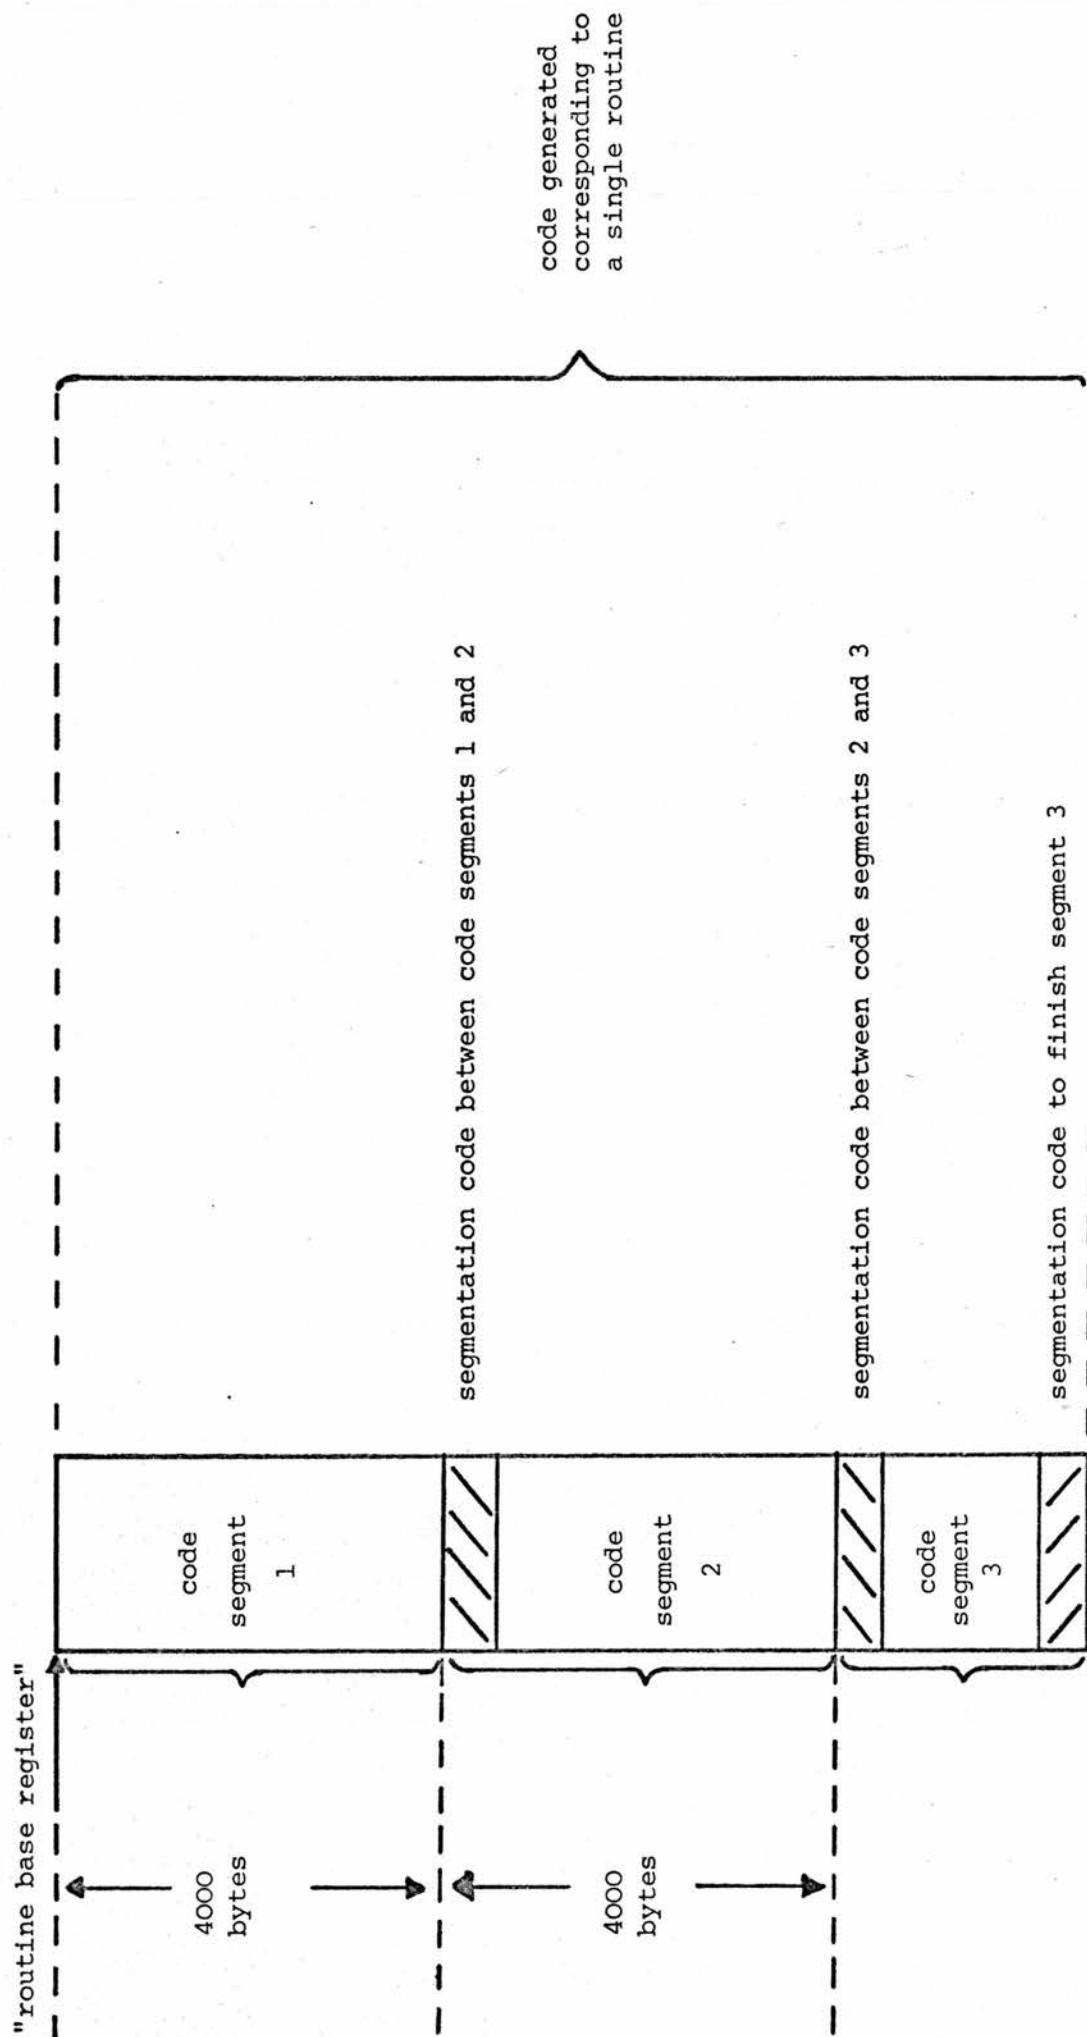 "routine base register"
4000
bytes
4000
bytes
code
segment
1
code
segment
2
code
segment
3
segmentation code between code segments 1 and 2
segmentation code between code segments 2 and 3
segmentation code to finish segment 3
code generated
corresponding to
a single routine